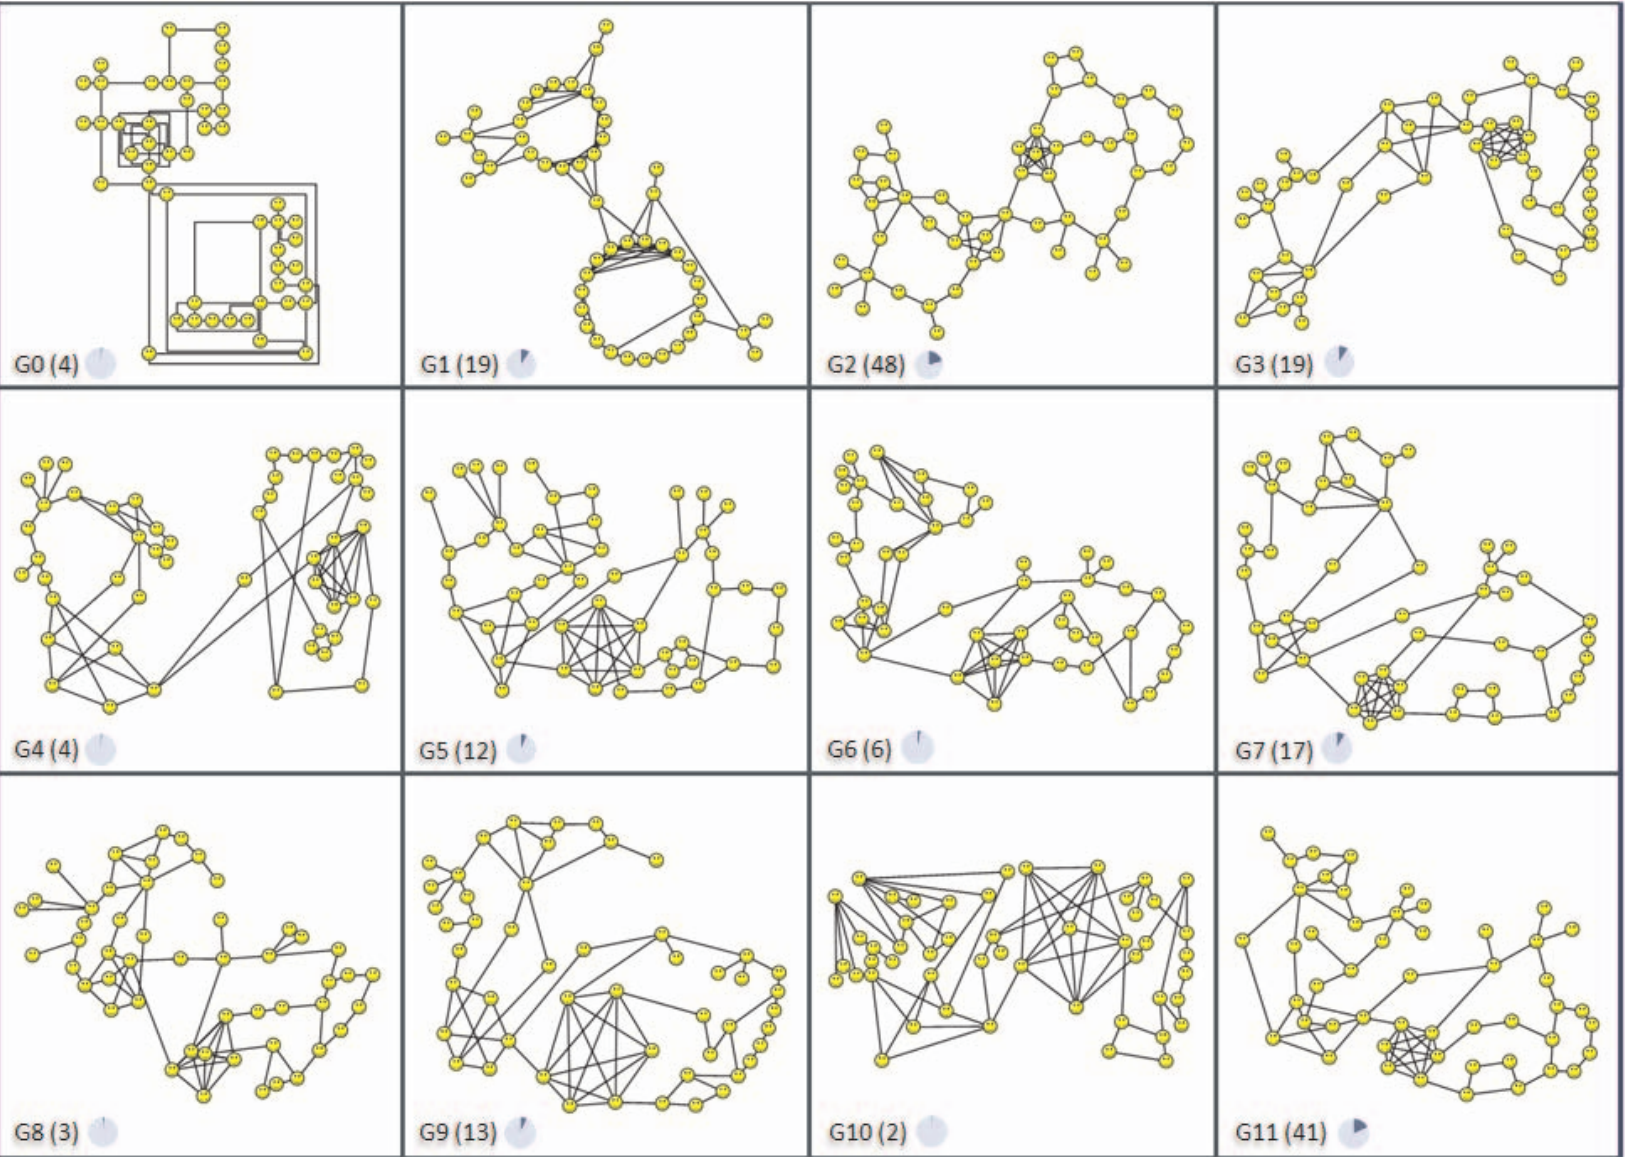 G0 (4)
G1 (19)
G2 (48)
G3 (19)
G4 (4)
G5 (12)
G6 (6)
G7 (17)
G8 (3)
G9 (13)
G10 (2)
G11 (41)